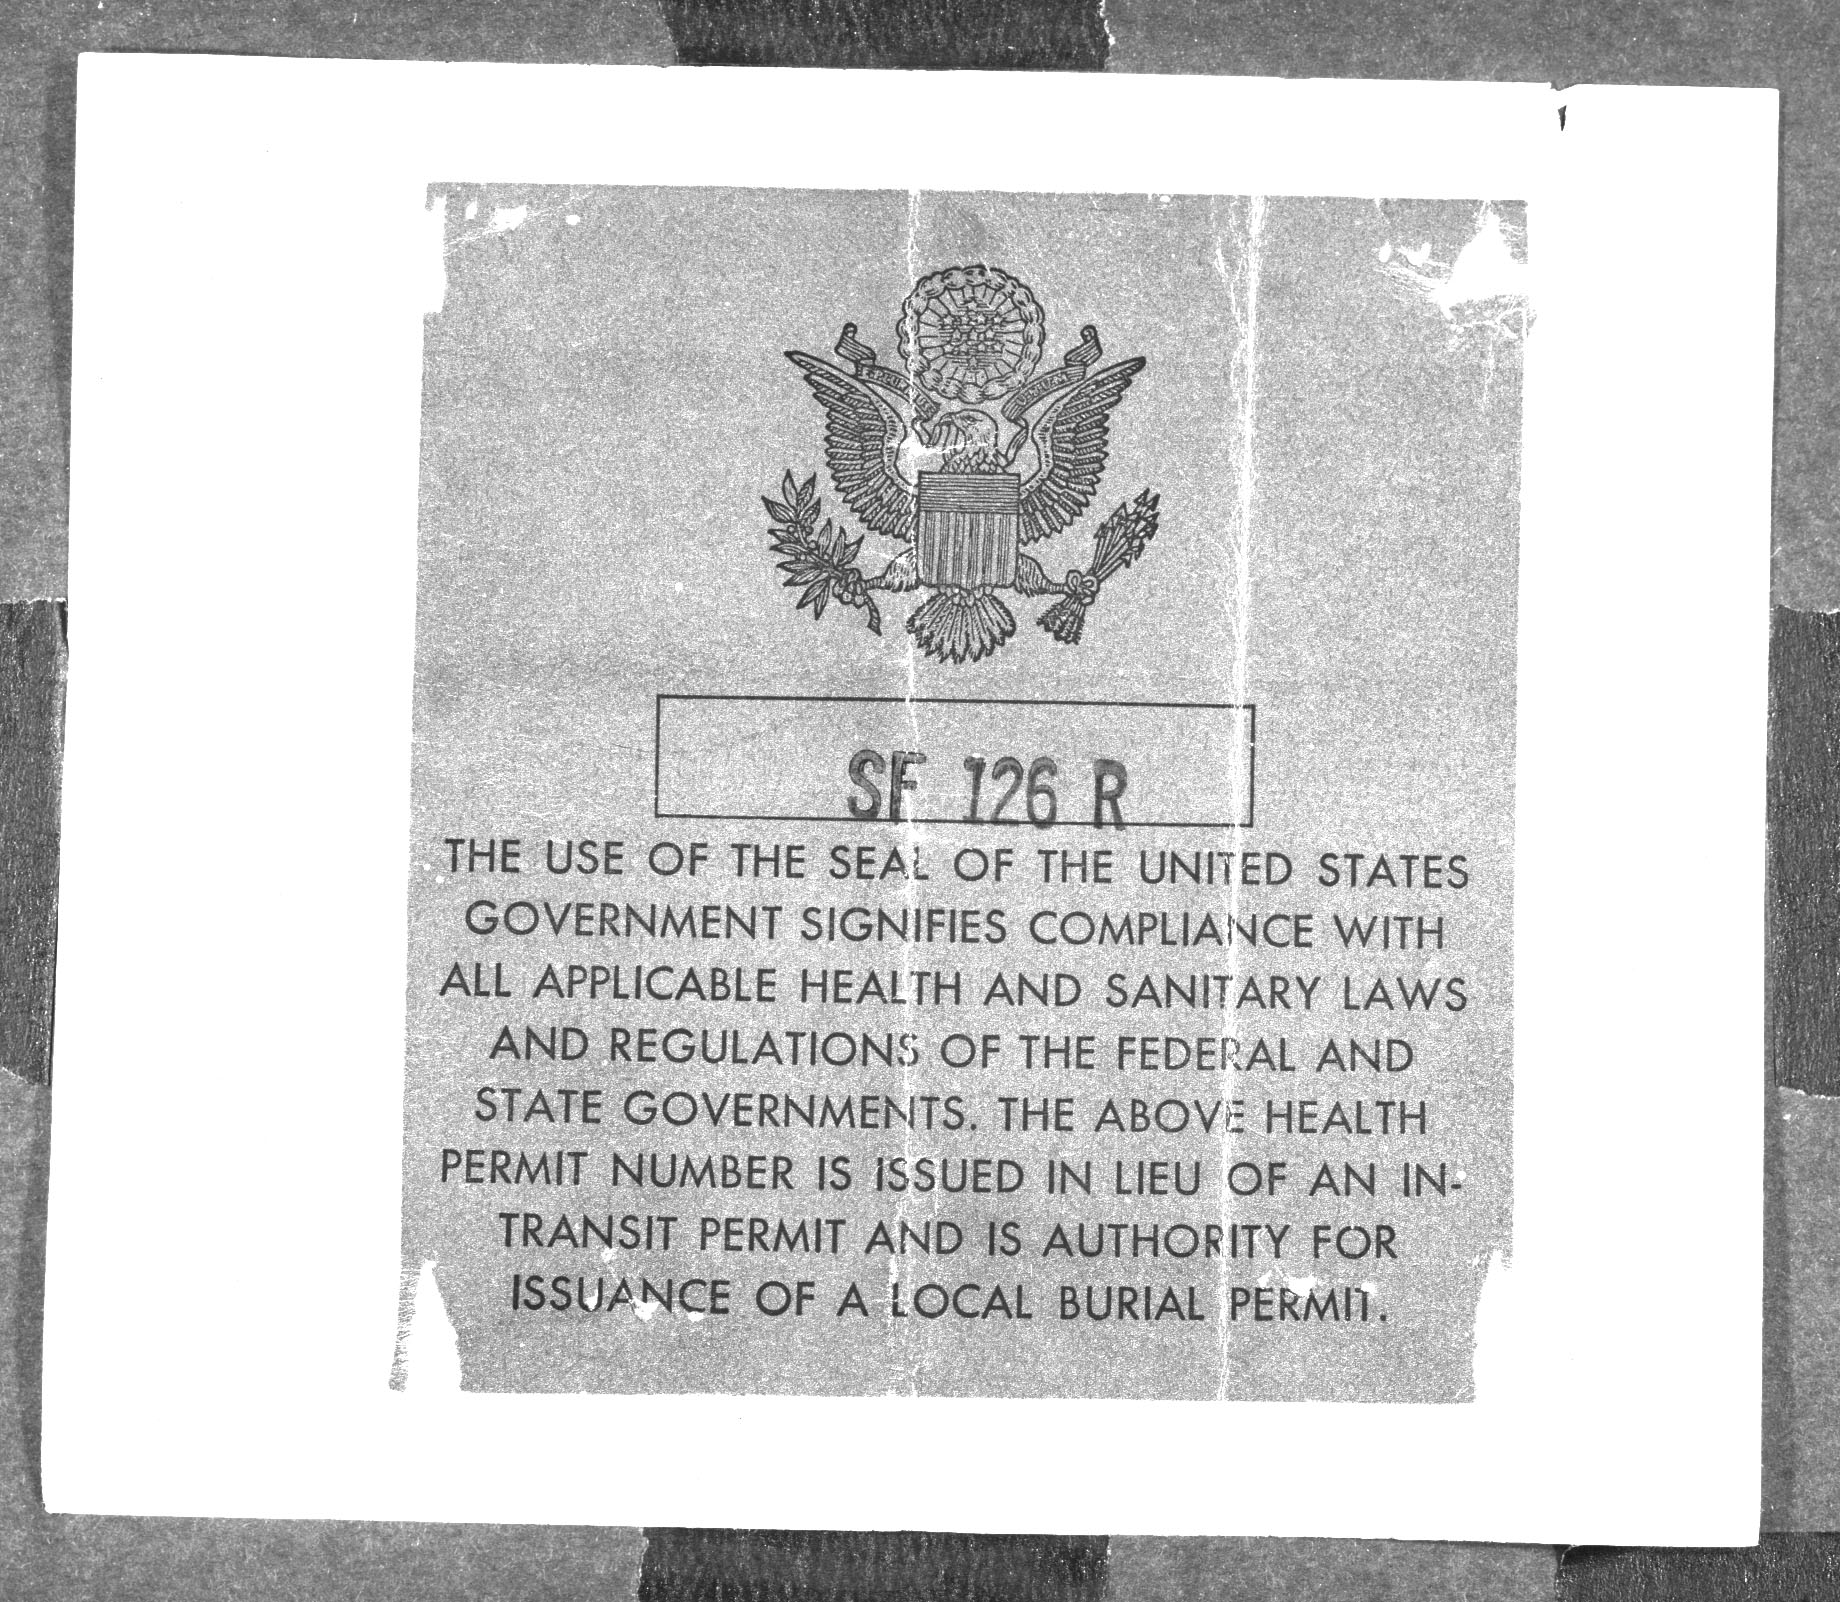 SF 126 R
THE USE OF THE SEAL OF THE UNITED STATES
GOVERNMENT SIGNIFIES COMPLIANCE WITH
ALL APPLICABLE HEALTH AND SANITARY LAWS
AND REGULATIONS OF THE FEDERAL AND
STATE GOVERNMENTS. THE ABOVE HEALTH
PERMIT NUMBER IS ISSUED IN LIEU OF AN IN-
TRANSIT PERMIT AND IS AUTHORITY FOR
ISSUANCE OF A LOCAL BURIAL PERMIT.